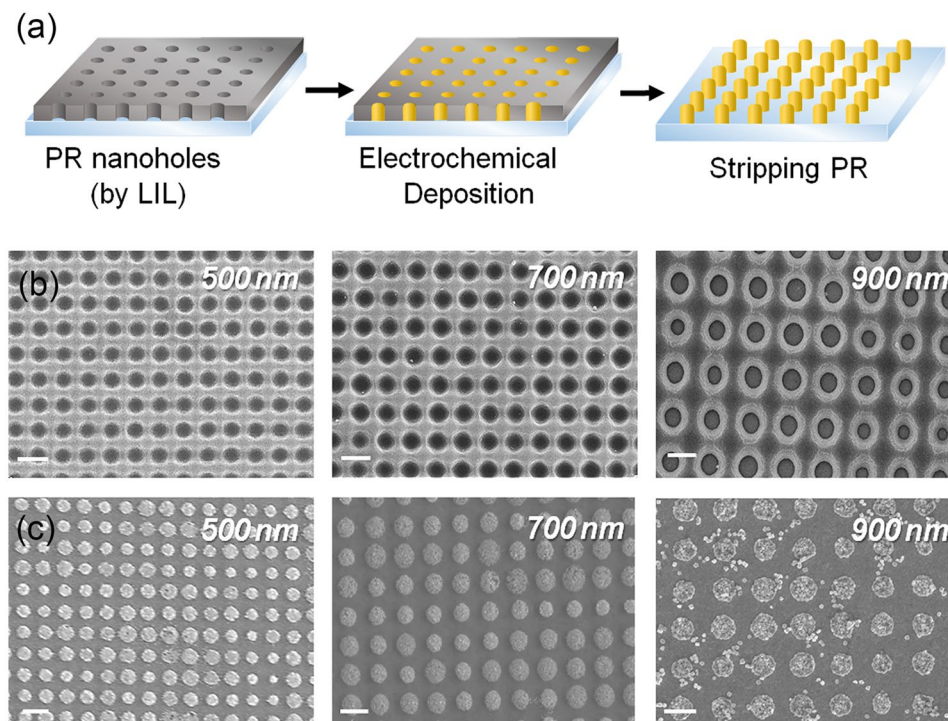 (a)
PR nanoholes
(by LIL)
Electrochemical
Deposition
Stripping PR
(b)
500 nm
700 nm
900 nm
(c)
500 nm
700 nm
900 nm